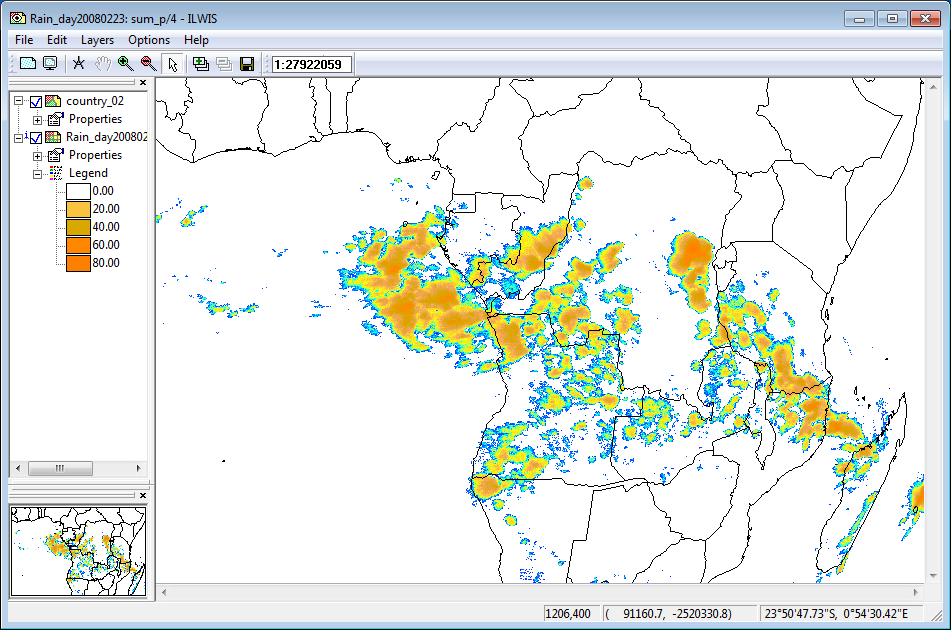 Rain_day20080223: sum_p/4 - ILWIS
File Edit Layers Options Help
1:27922059
country_02
Properties
Rain_day200802
Properties
Legend
0.00
20.00
40.00
60.00
80.00
1206,400 ( 91160.7, -2520330.8) 23°50'47.73"S, 0°54'30.42"E